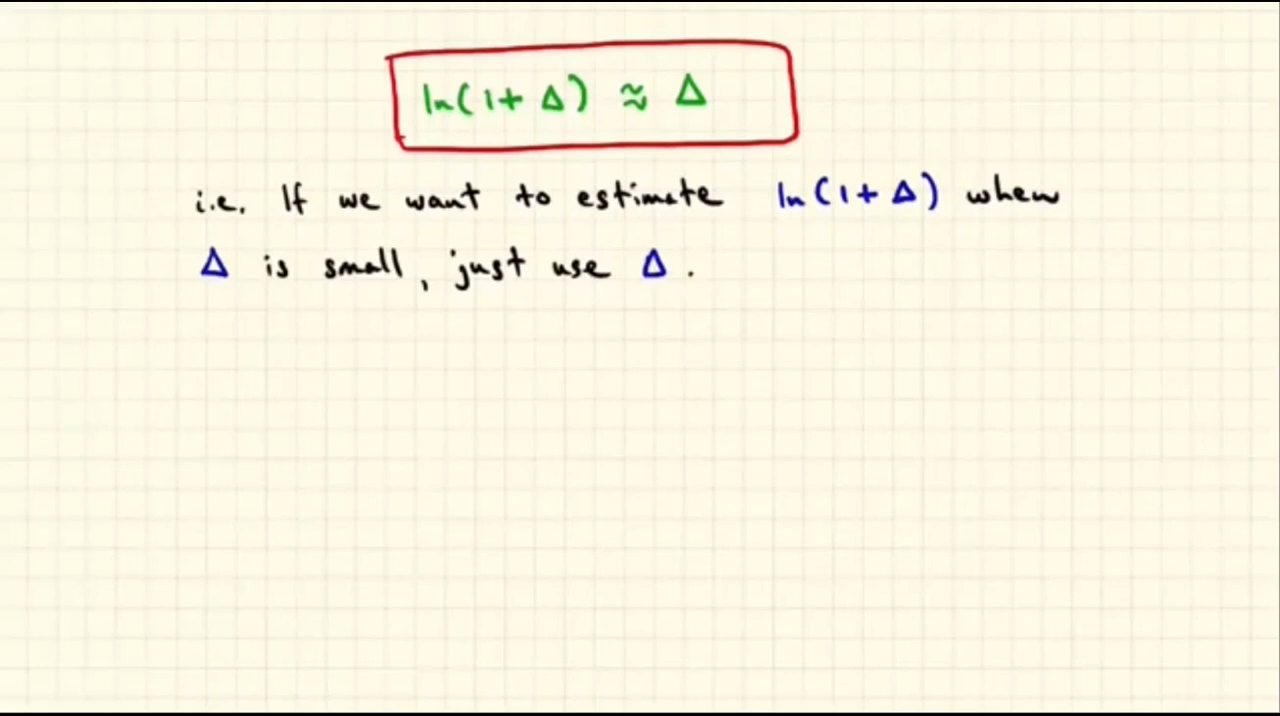 ln(1+ Δ) ≈ Δ
i.e. If we want to estimate ln(1+ Δ) when
Δ is small, just use Δ.